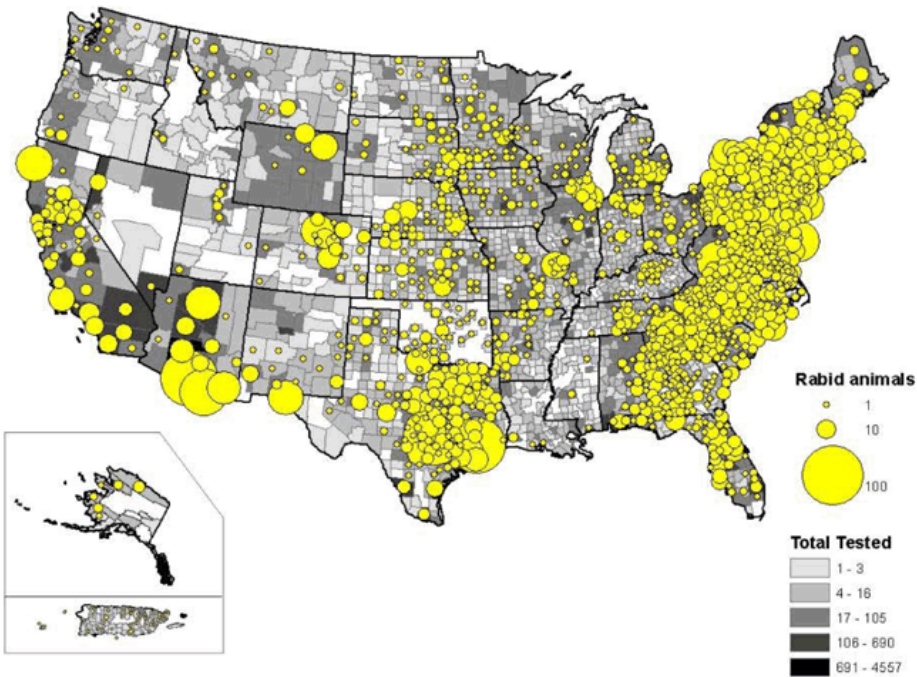 Rabid animals
1
10
100
Total Tested
1 - 3
4 - 16
17 - 105
106 - 690
691 - 4557